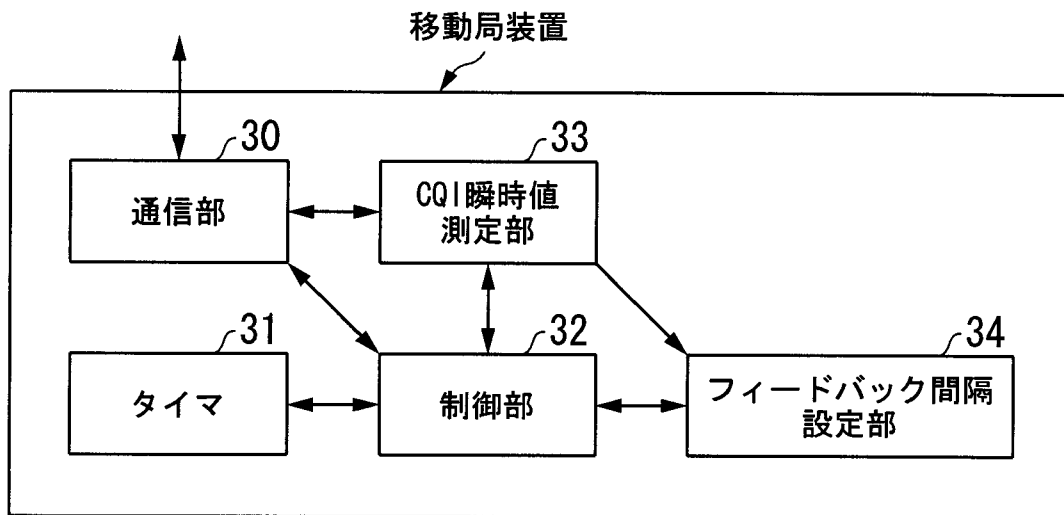 移動局装置
30
通信部
33
CQI瞬時値
測定部
31
タイマ
32
制御部
34
フィードバック間隔
設定部